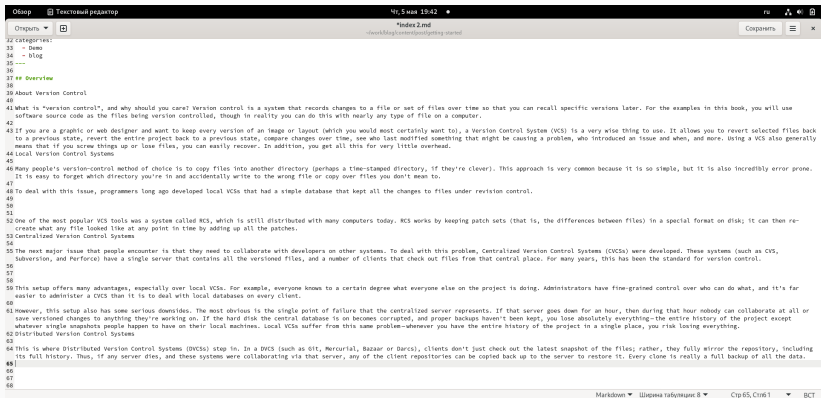 Обзор Текстовый редактор Чт, 5 мая 19:42 ru
Открыть *index 2.md Сохранить
~/work/blog/content/post/getting-started
32 categories:
33 - Demo
34 - blog
35 ---
36
37 ## Overview
38
39 About Version Control
40
41 What is "version control", and why should you care? Version control is a system that records changes to a file or set of files over time so that you can recall specific versions later. For the examples in this book, you will use
software source code as the files being version controlled, though in reality you can do this with nearly any type of file on a computer.
42
43 If you are a graphic or web designer and want to keep every version of an image or layout (which you would most certainly want to), a Version Control System (VCS) is a very wise thing to use. It allows you to revert selected files back
to a previous state, revert the entire project back to a previous state, compare changes over time, see who last modified something that might be causing a problem, who introduced an issue and when, and more. Using a VCS also generally
means that if you screw things up or lose files, you can easily recover. In addition, you get all this for very little overhead.
44 Local Version Control Systems
45
46 Many people's version-control method of choice is to copy files into another directory (perhaps a time-stamped directory, if they're clever). This approach is very common because it is so simple, but it is also incredibly error prone.
It is easy to forget which directory you're in and accidentally write to the wrong file or copy over files you don't mean to.
47
48 To deal with this issue, programmers long ago developed local VCSs that had a simple database that kept all the changes to files under revision control.
49
50
51
52 One of the most popular VCS tools was a system called RCS, which is still distributed with many computers today. RCS works by keeping patch sets (that is, the differences between files) in a special format on disk; it can then re-
create what any file looked like at any point in time by adding up all the patches.
53 Centralized Version Control Systems
54
55 The next major issue that people encounter is that they need to collaborate with developers on other systems. To deal with this problem, Centralized Version Control Systems (CVCSs) were developed. These systems (such as CVS,
Subversion, and Perforce) have a single server that contains all the versioned files, and a number of clients that check out files from that central place. For many years, this has been the standard for version control.
56
57
58
59 This setup offers many advantages, especially over local VCSs. For example, everyone knows to a certain degree what everyone else on the project is doing. Administrators have fine-grained control over who can do what, and it's far
easier to administer a CVCS than it is to deal with local databases on every client.
60
61 However, this setup also has some serious downsides. The most obvious is the single point of failure that the centralized server represents. If that server goes down for an hour, then during that hour nobody can collaborate at all or
save versioned changes to anything they're working on. If the hard disk the central database is on becomes corrupted, and proper backups haven't been kept, you lose absolutely everything—the entire history of the project except
whatever single snapshots people happen to have on their local machines. Local VCSs suffer from this same problem—whenever you have the entire history of the project in a single place, you risk losing everything.
62 Distributed Version Control Systems
63
64 This is where Distributed Version Control Systems (DVCSs) step in. In a DVCS (such as Git, Mercurial, Bazaar or Darcs), clients don't just check out the latest snapshot of the files; rather, they fully mirror the repository, including
its full history. Thus, if any server dies, and these systems were collaborating via that server, any of the client repositories can be copied back up to the server to restore it. Every clone is really a full backup of all the data.
65
66
67
68
Markdown Ширина табуляции: 8 Стр 65, Стлб 1 ВСТ